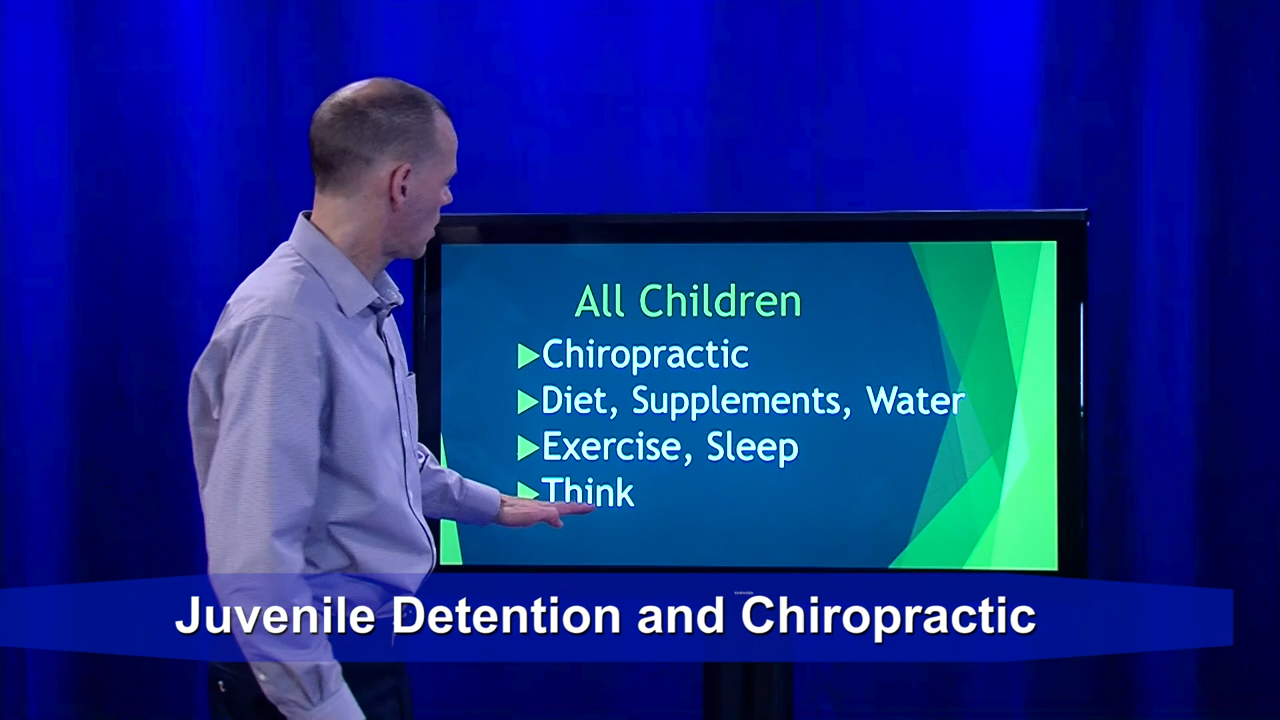 All Children
▶Chiropractic
▶Diet, Supplements, Water
▶Exercise, Sleep
▶Think
Juvenile Detention and Chiropractic